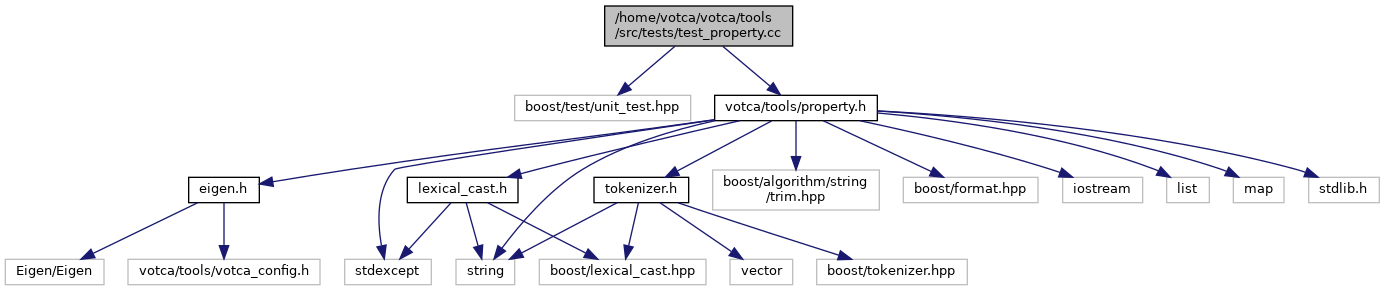 /home/votca/votca/tools
/src/tests/test_property.cc
boost/test/unit_test.hpp
votca/tools/property.h
eigen.h
lexical_cast.h
tokenizer.h
boost/algorithm/string
/trim.hpp
boost/format.hpp
iostream
list
map
stdlib.h
Eigen/Eigen
votca/tools/votca_config.h
stdexcept
string
boost/lexical_cast.hpp
vector
boost/tokenizer.hpp